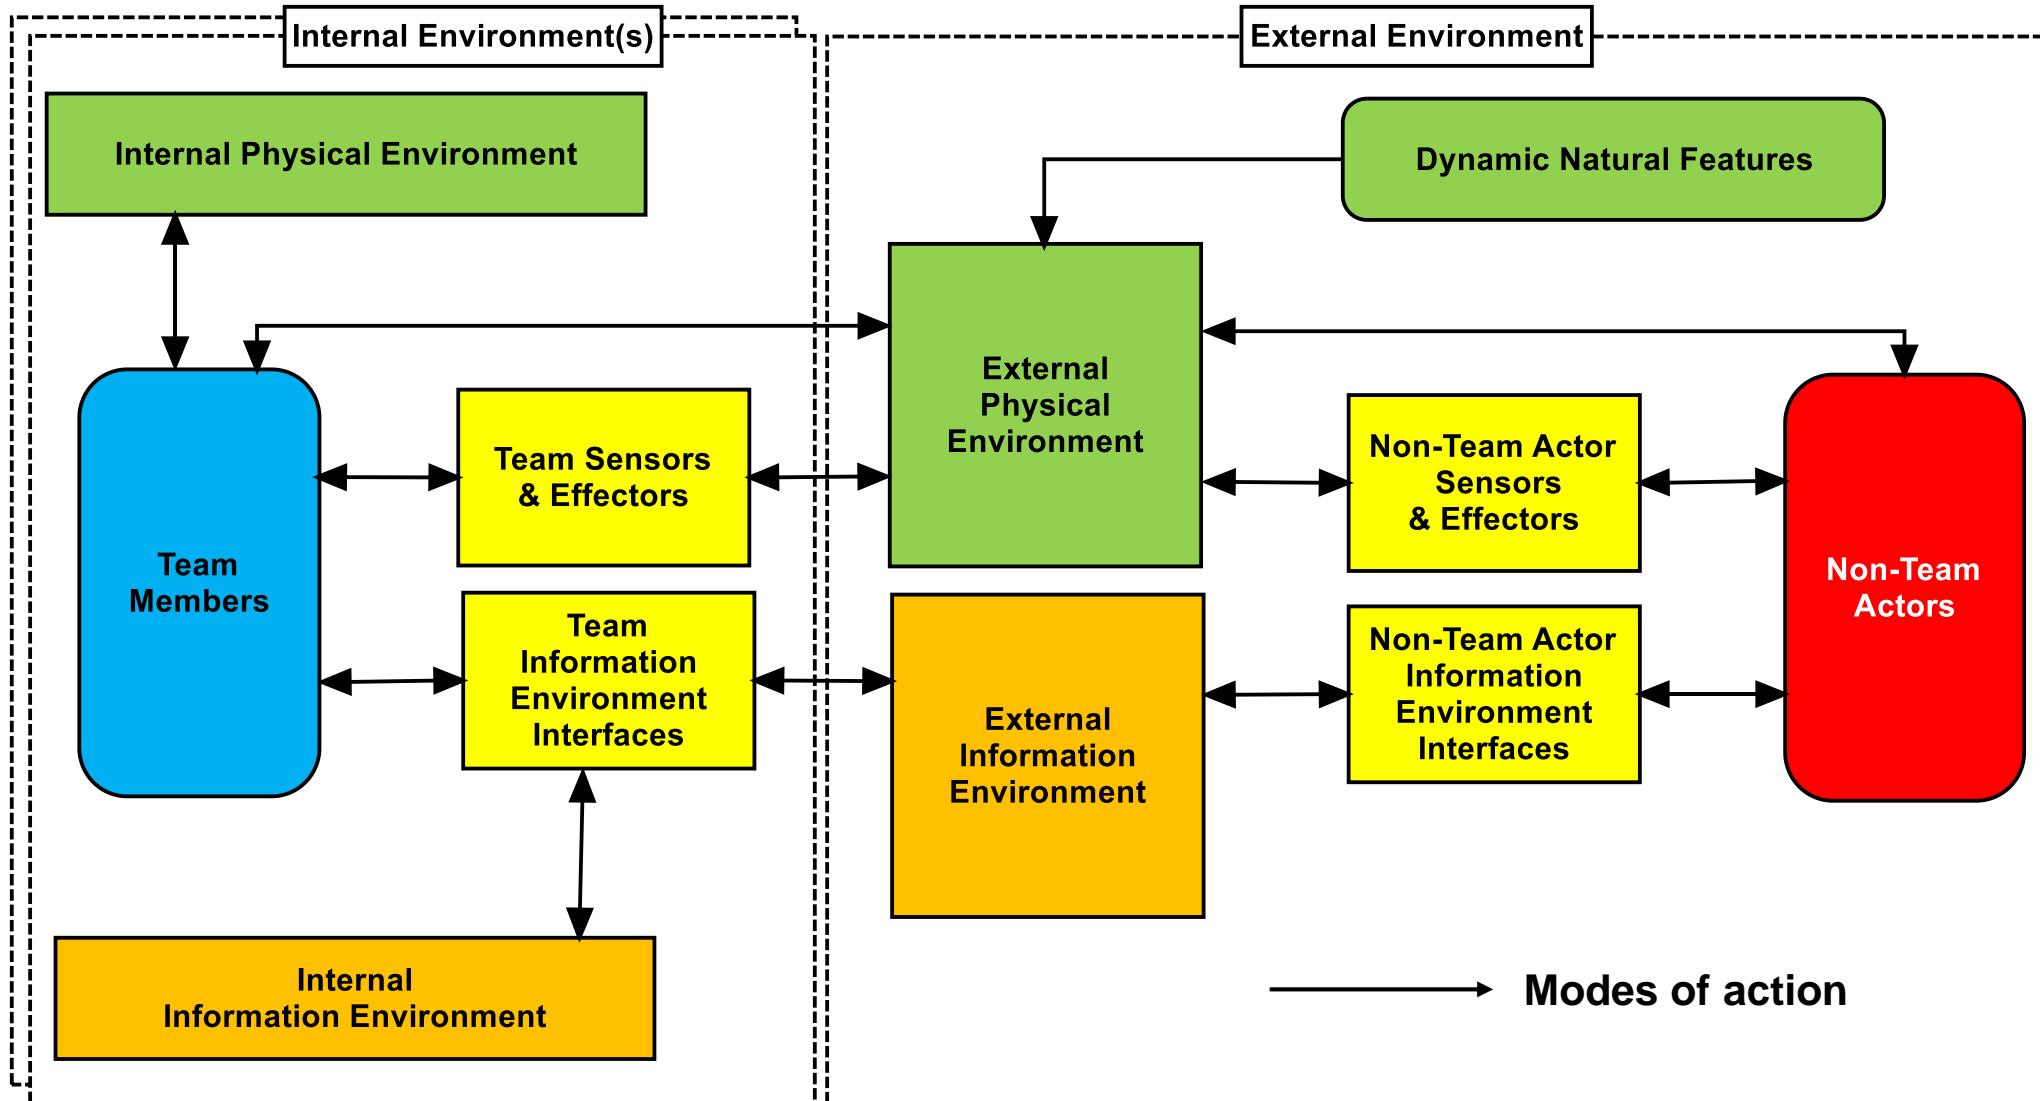 Internal Environment(s)
External Environment
Internal Physical Environment
Dynamic Natural Features
External
Physical
Environment
Team Sensors
& Effectors
Non-Team Actor
Sensors
& Effectors
Team
Members
Non-Team
Actors
Team
Information
Environment
Interfaces
External
Information
Environment
Non-Team Actor
Information
Environment
Interfaces
Internal
Information Environment
Modes of action